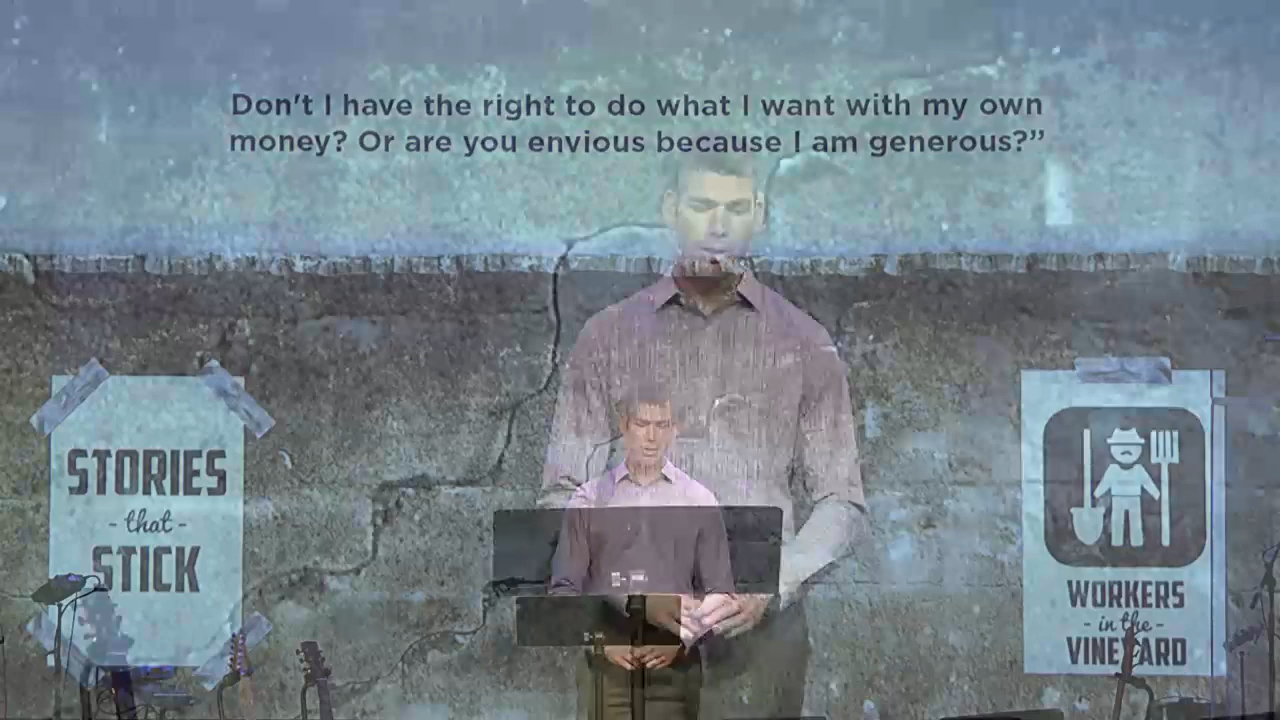 Don't I have the right to do what I want with my own
money? Or are you envious because I am generous?”
STORIES
- that -
STICK
WORKERS
- in the -
VINEYARD